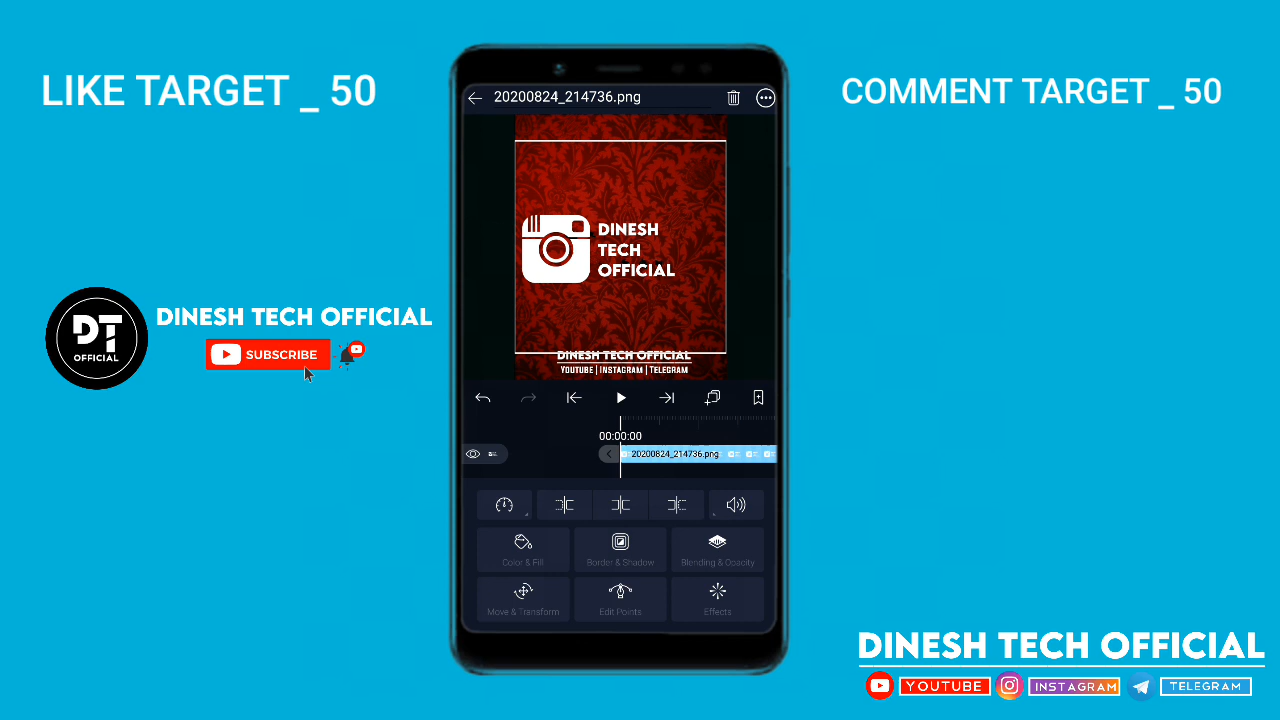 LIKE TARGET _ 50
COMMENT TARGET _ 50
20200824_214736.png
DINESH
TECH
OFFICIAL
DT
OFFICIAL
DINESH TECH OFFICIAL
SUBSCRIBE
DINESH TECH OFFICIAL
YOUTUBE | INSTAGRAM | TELEGRAM
00:00:00
20200824_214736.png
Color & Fill
Border & Shadow
Blending & Opacity
Move & Transform
Edit Points
Effects
DINESH TECH OFFICIAL
YOUTUBE
INSTAGRAM
TELEGRAM